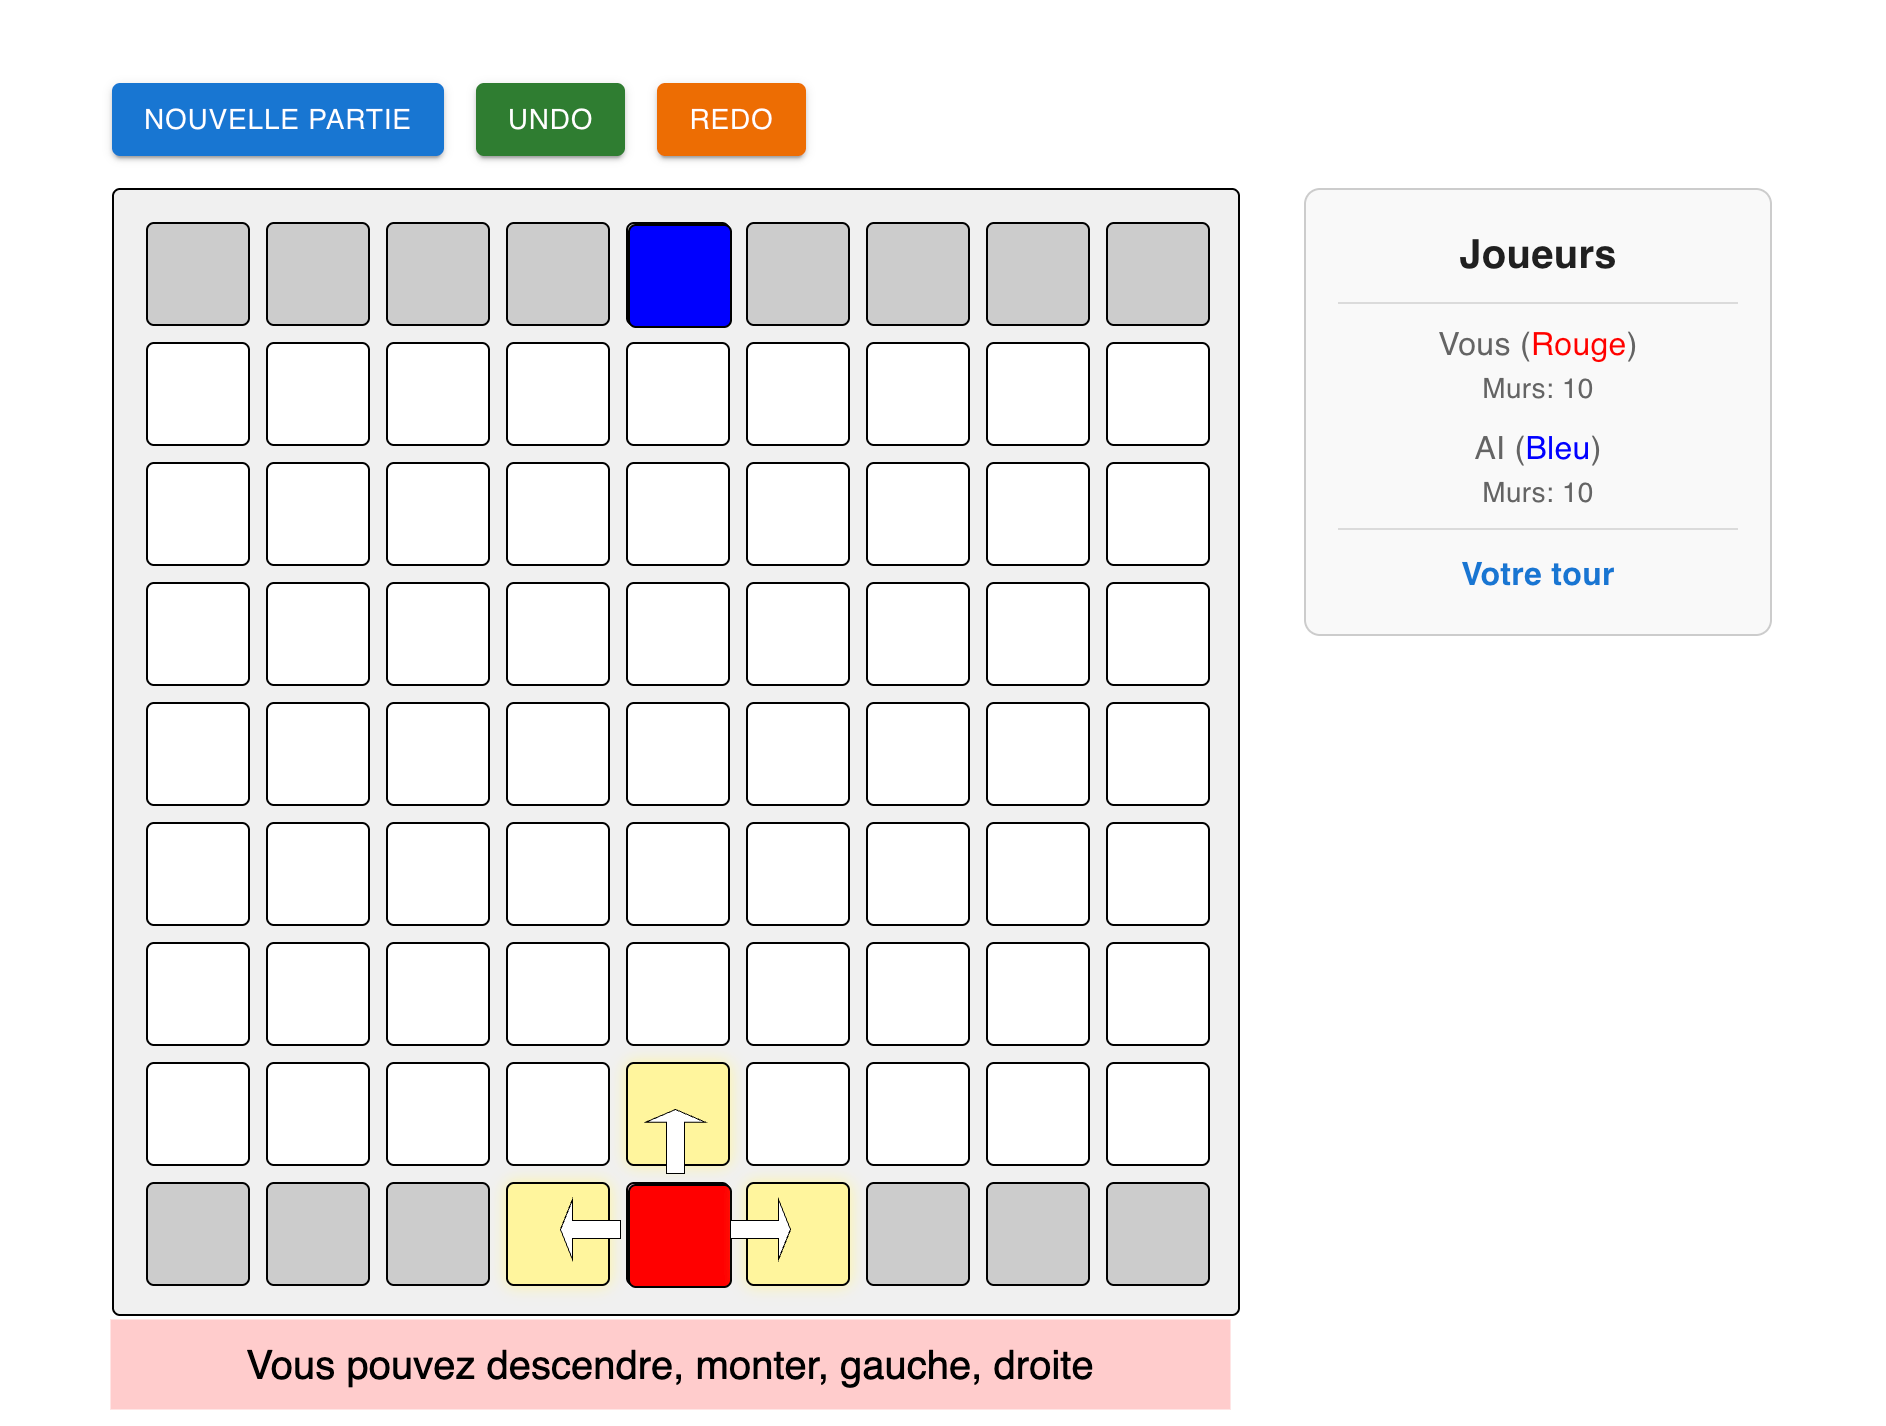 NOUVELLE PARTIE
UNDO
REDO
Joueurs
Vous (Rouge)
Murs: 10
AI (Bleu)
Murs: 10
Votre tour
Vous pouvez descendre, monter, gauche, droite